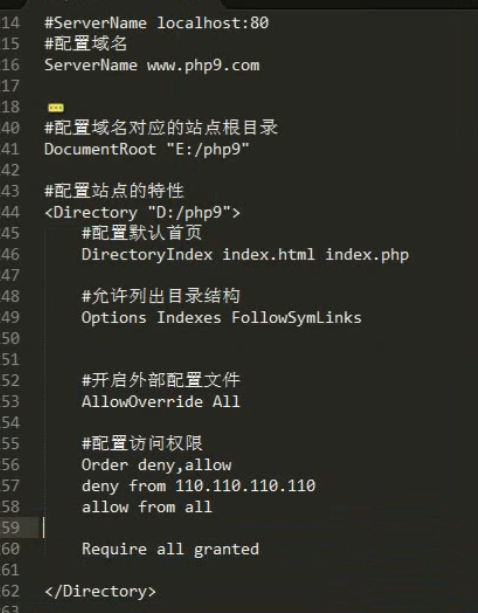 14 #ServerName localhost:80
15 #配置域名
16 ServerName www.php9.com
17
18
40 #配置域名对应的站点根目录
41 DocumentRoot "E:/php9"
42
43 #配置站点的特性
44 <Directory "D:/php9">
45 #配置默认首页
46 DirectoryIndex index.html index.php
47
48 #允许列出目录结构
49 Options Indexes FollowSymLinks
50
51
52 #开启外部配置文件
53 AllowOverride All
54
55 #配置访问权限
56 Order deny,allow
57 deny from 110.110.110.110
58 allow from all
59
60 Require all granted
61
62 </Directory>
63